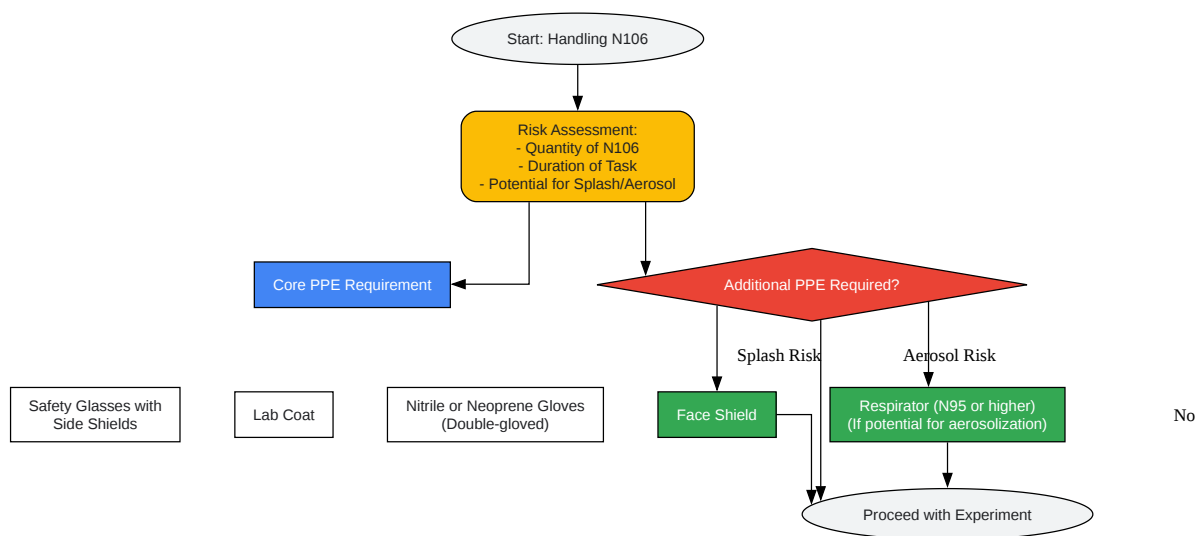 Start: Handling N106
Risk Assessment:
- Quantity of N106
- Duration of Task
- Potential for Splash/Aerosol
Core PPE Requirement
Additional PPE Required?
Splash Risk
Aerosol Risk
Safety Glasses with
Side Shields
Lab Coat
Nitrile or Neoprene Gloves
(Double-gloved)
Face Shield
Respirator (N95 or higher)
(If potential for aerosolization)
No
Proceed with Experiment